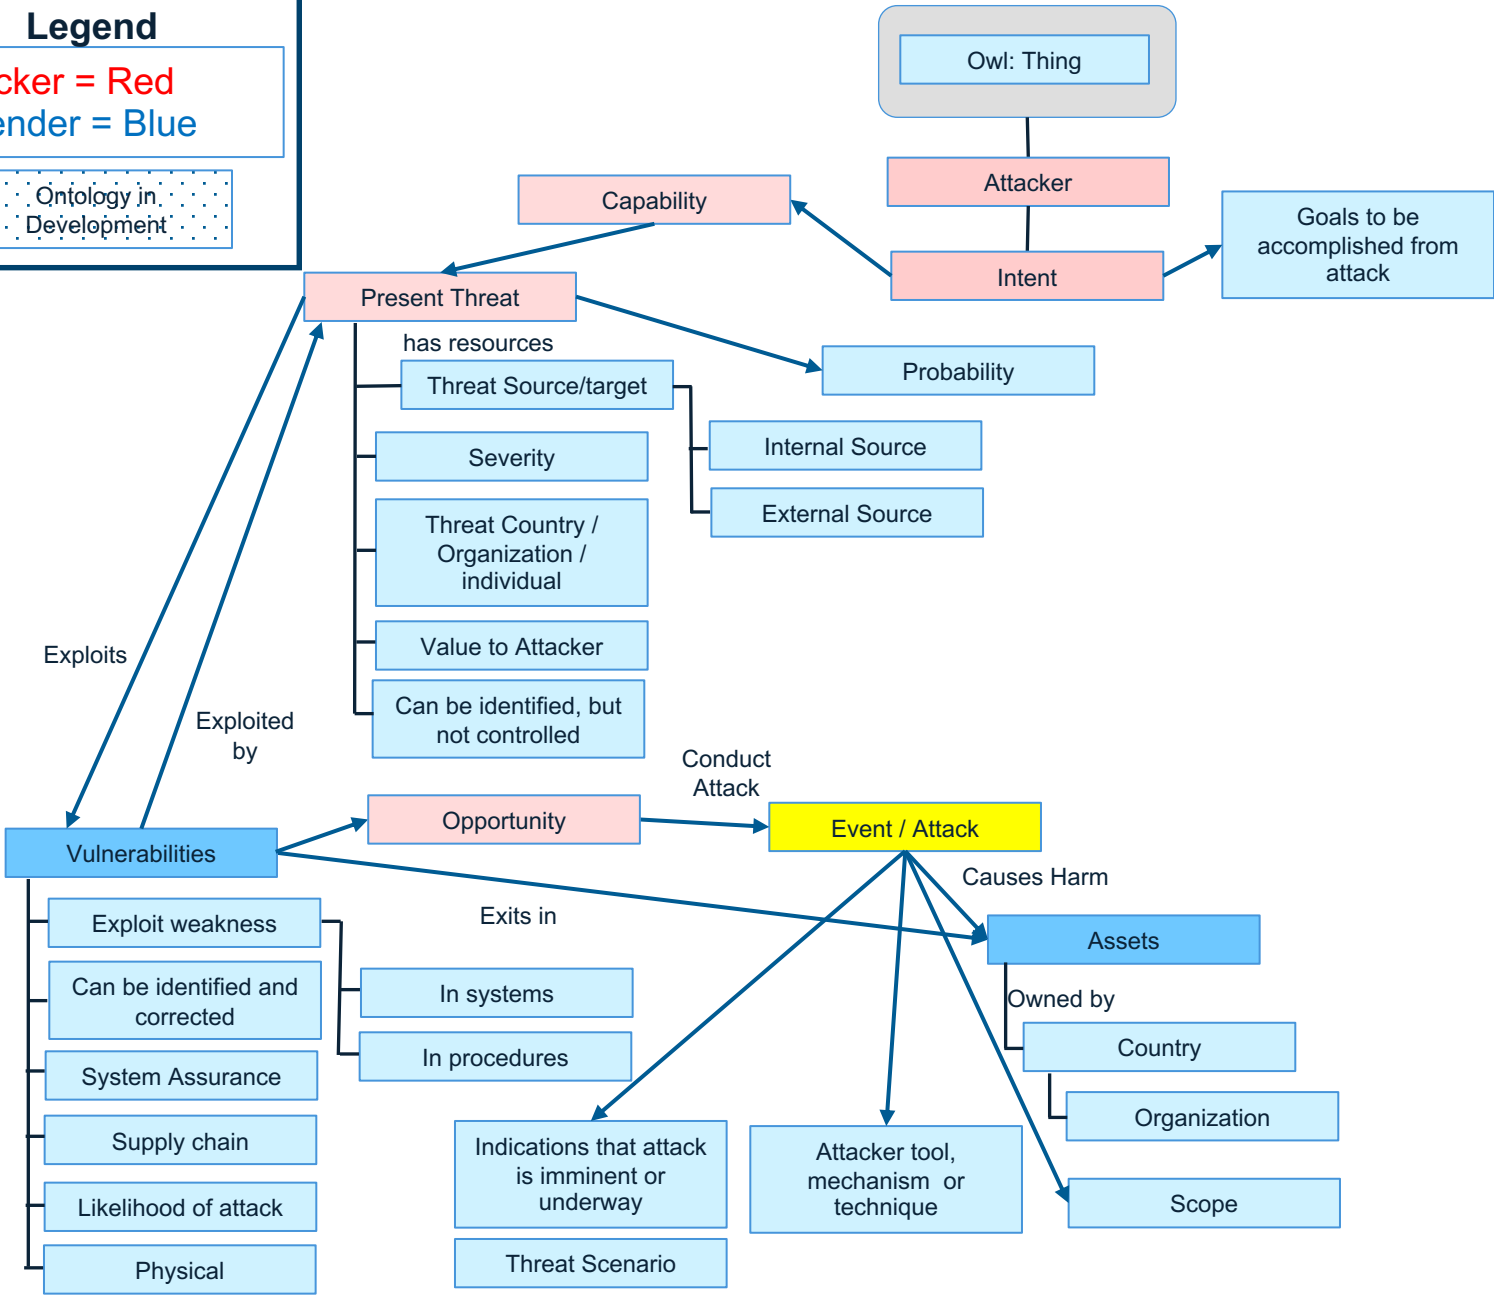 Legend
cker = Red
ender = Blue
Ontology in
Development
Owl: Thing
Attacker
Capability
Intent
Goals to be
accomplished from
attack
Present Threat
has resources
Threat Source/target
Probability
Internal Source
External Source
Severity
Threat Country /
Organization /
individual
Value to Attacker
Can be identified, but
not controlled
Exploits
Exploited
by
Conduct
Attack
Opportunity
Event / Attack
Vulnerabilities
Causes Harm
Exits in
Assets
Owned by
Country
Organization
Exploit weakness
Can be identified and
corrected
In systems
In procedures
System Assurance
Supply chain
Likelihood of attack
Physical
Indications that attack
is imminent or
underway
Threat Scenario
Attacker tool,
mechanism or
technique
Scope